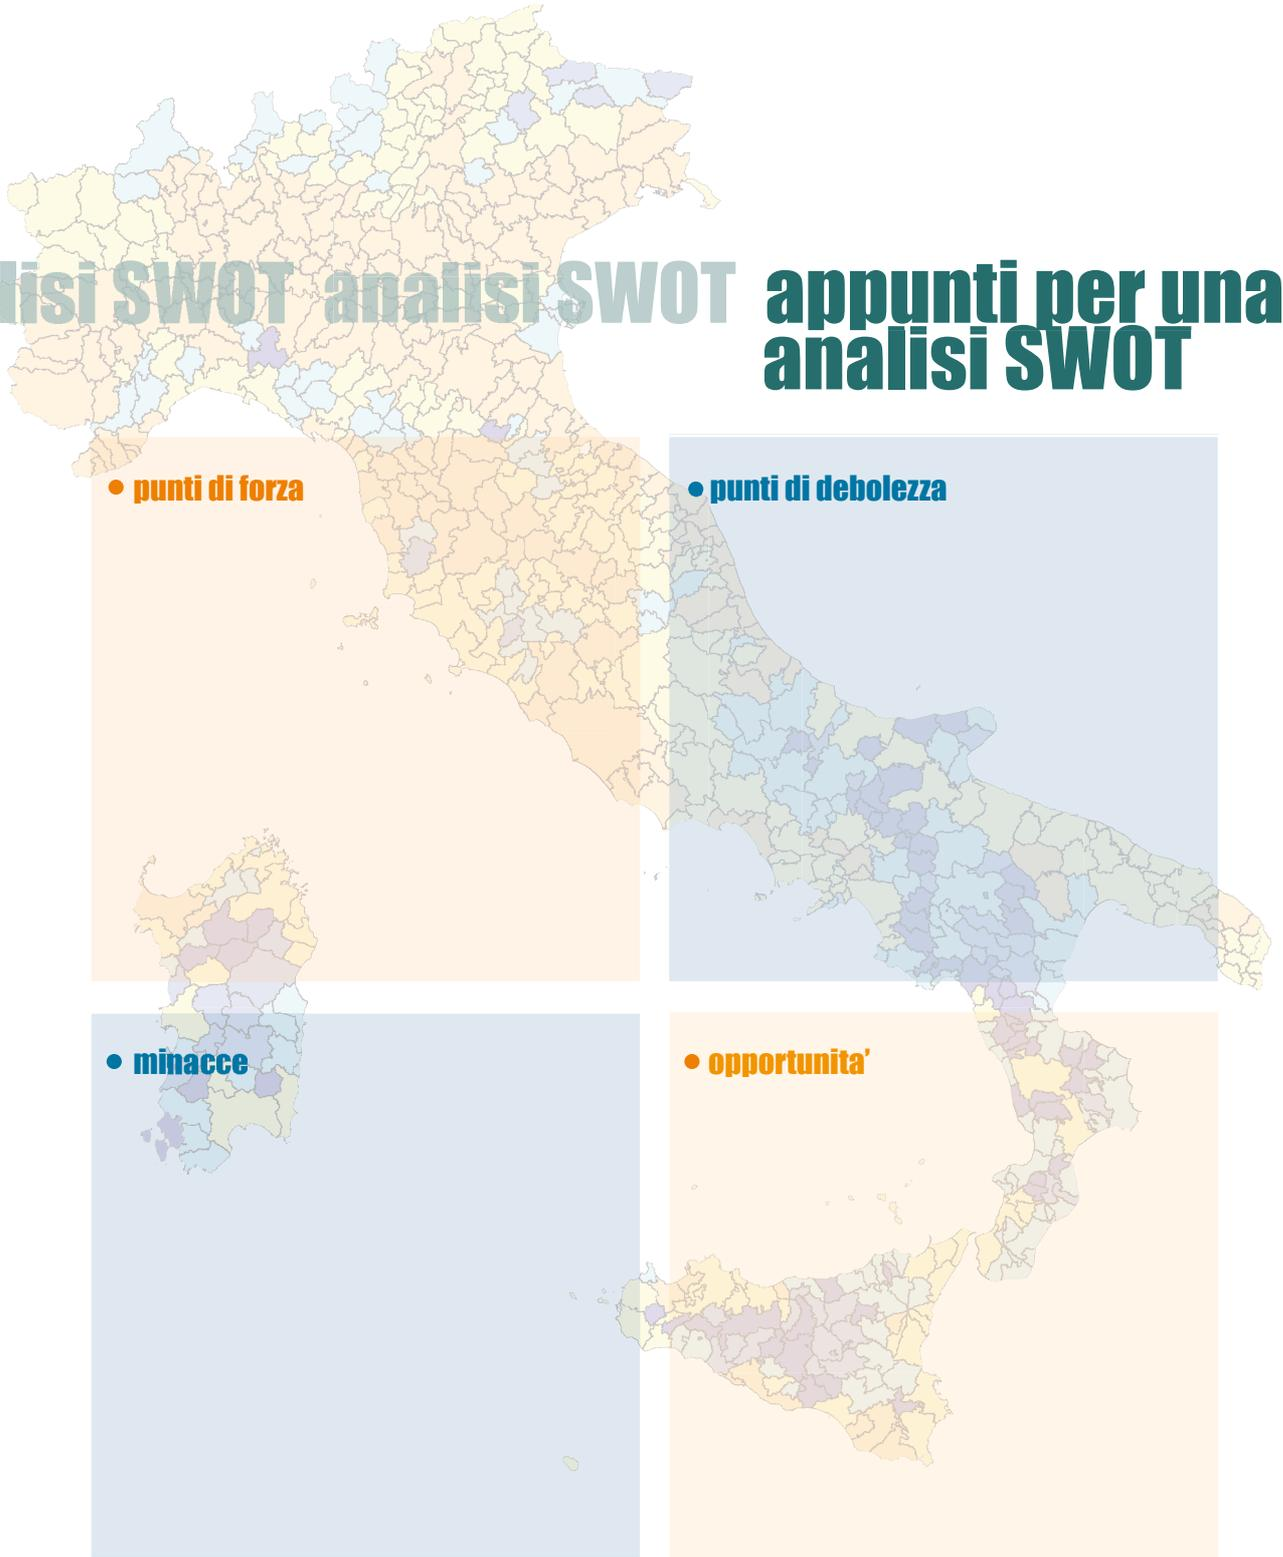 lisi SWOT analisi SWOT appunti per una
analisi SWOT
• punti di forza
• punti di debolezza
• minacce
• opportunita’